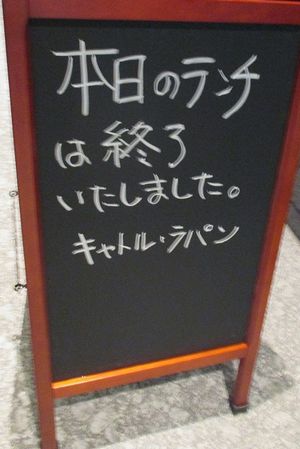 本日のランチ
は終了
いたしました。
キャトル・ラパン